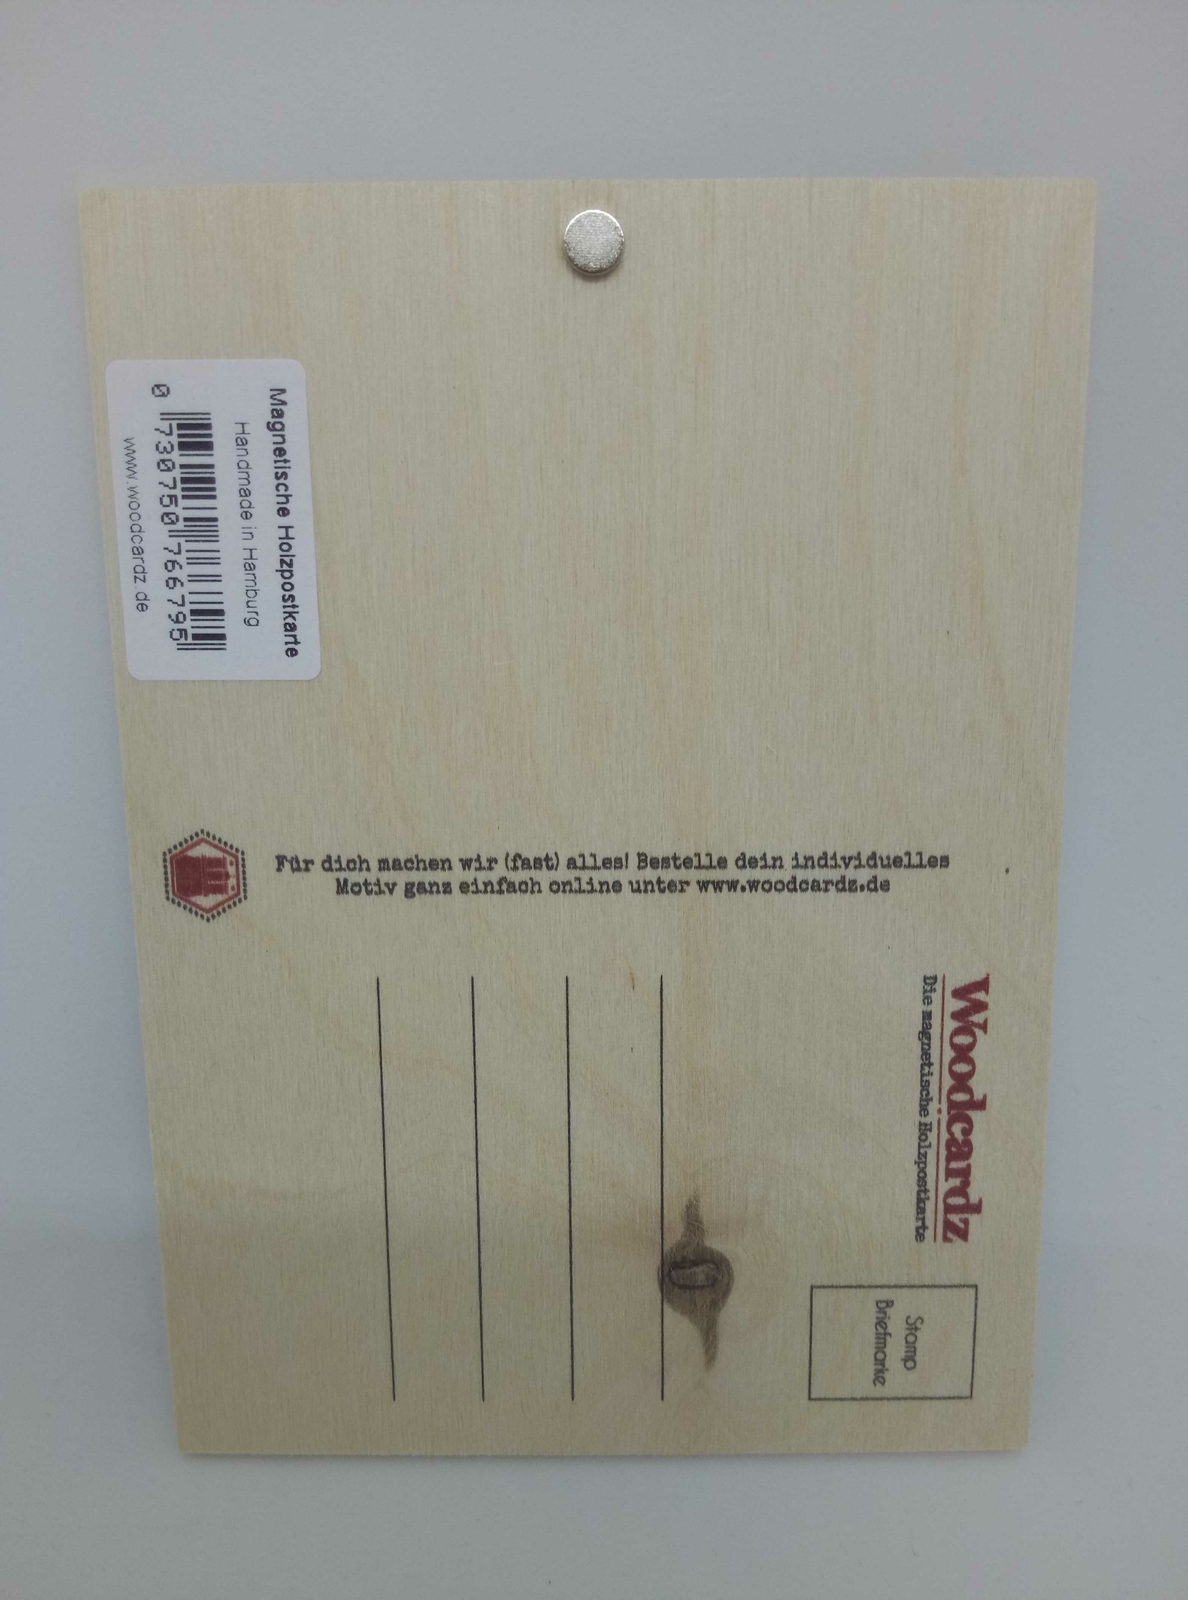 Magnetische Holzpostkarte
Handmade in Hamburg
0 730750 766795
www.woodcardz.de
Für dich machen wir (fast) alles! Bestelle dein individuelles
Motiv ganz einfach online unter www.woodcardz.de
Woodcardz
Die magnetische Holzpostkarte
Stamp
Briefmarke